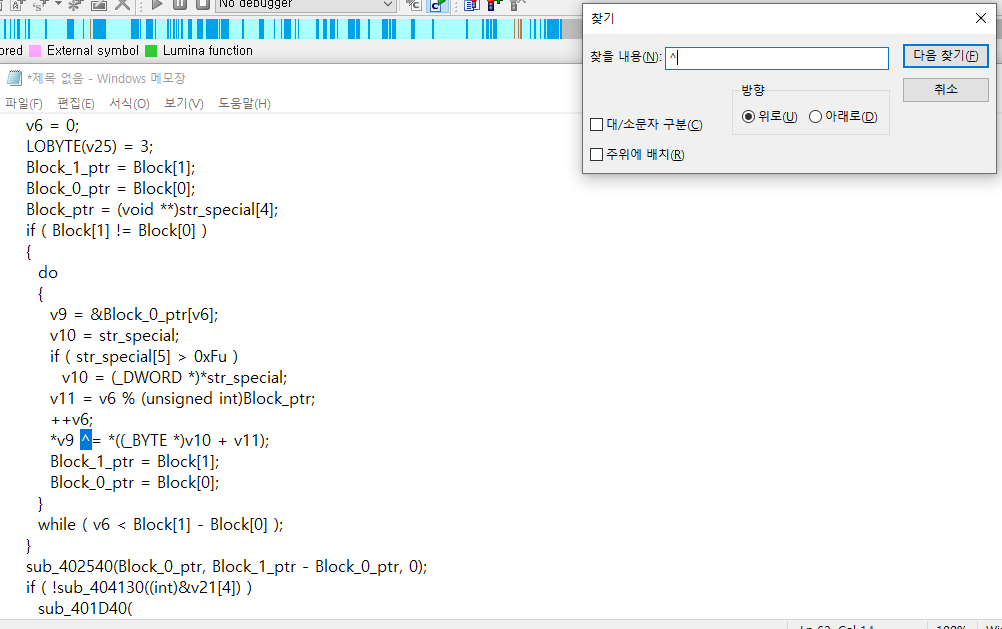 No debugger
ored External symbol Lumina function
*제목 없음 - Windows 메모장
파일(F) 편집(E) 서식(O) 보기(V) 도움말(H)
찾기
찾을 내용(N): ^
다음 찾기(F)
취소
방향
위로(U) 아래로(D)
대/소문자 구분(C)
주위에 배치(R)
v6 = 0;
LOBYTE(v25) = 3;
Block_1_ptr = Block[1];
Block_0_ptr = Block[0];
Block_ptr = (void **)str_special[4];
if ( Block[1] != Block[0] )
{
do
{
v9 = &Block_0_ptr[v6];
v10 = str_special;
if ( str_special[5] > 0xFu )
v10 = (_DWORD *)*str_special;
v11 = v6 % (unsigned int)Block_ptr;
++v6;
*v9 ^= *((_BYTE *)v10 + v11);
Block_1_ptr = Block[1];
Block_0_ptr = Block[0];
}
while ( v6 < Block[1] - Block[0] );
}
sub_402540(Block_0_ptr, Block_1_ptr - Block_0_ptr, 0);
if ( !sub_404130((int)&v21[4]) )
sub_401D40(